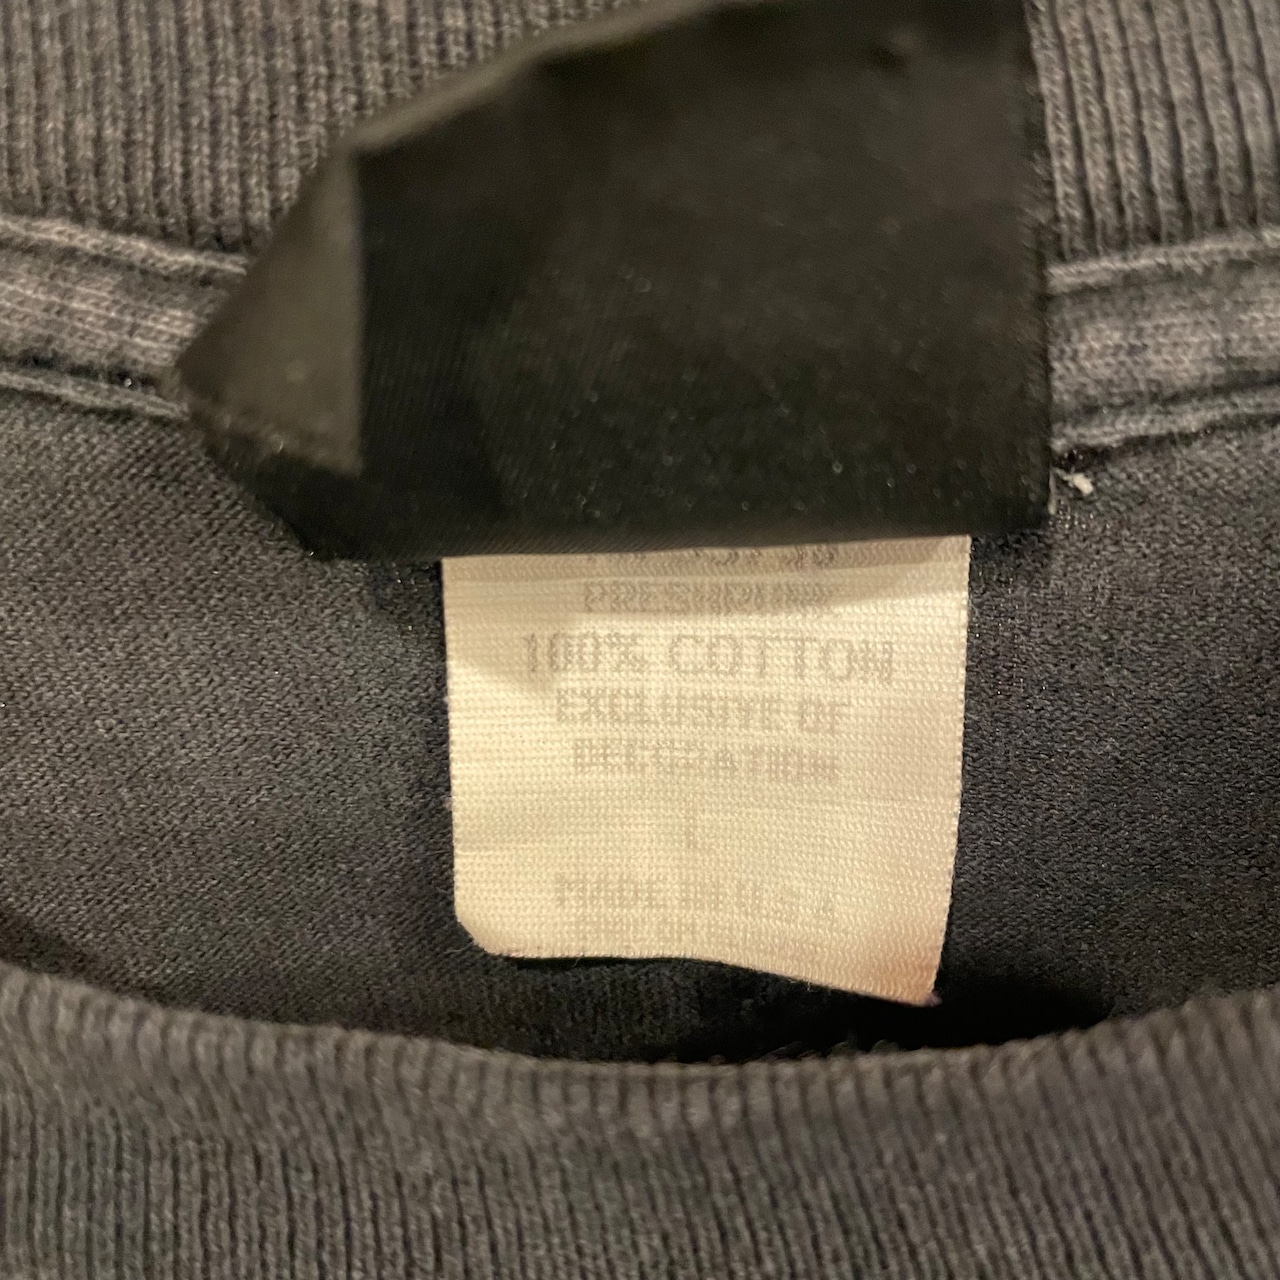 PRESHRUNK
100% COTTON
EXCLUSIVE OF
DECORATION
MADE IN U.S.A